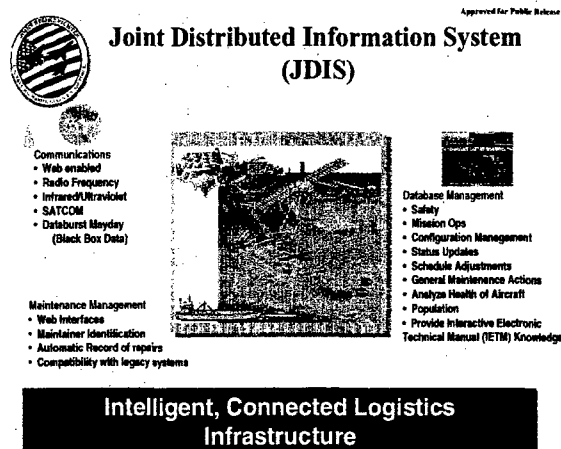 Approved for Public Release
Joint Distributed Information System
(JDIS)
Communications
• Web enabled
• Radio Frequency
• Infrared/Ultraviolet
• SATCOM
• Databurst Mayday
(Black Box Data)
Maintenance Management
• Web Interfaces
• Maintainer Identification
• Automatic Record of repairs
• Compatibility with legacy systems
Database Management
• Safety
• Mission Ops
• Configuration Management
• Status Updates
• Schedule Adjustments
• General Maintenance Actions
• Analyze Health of Aircraft
• Population
• Provide Interactive Electronic
Technical Manual (IETM) Knowledge
Intelligent, Connected Logistics
Infrastructure